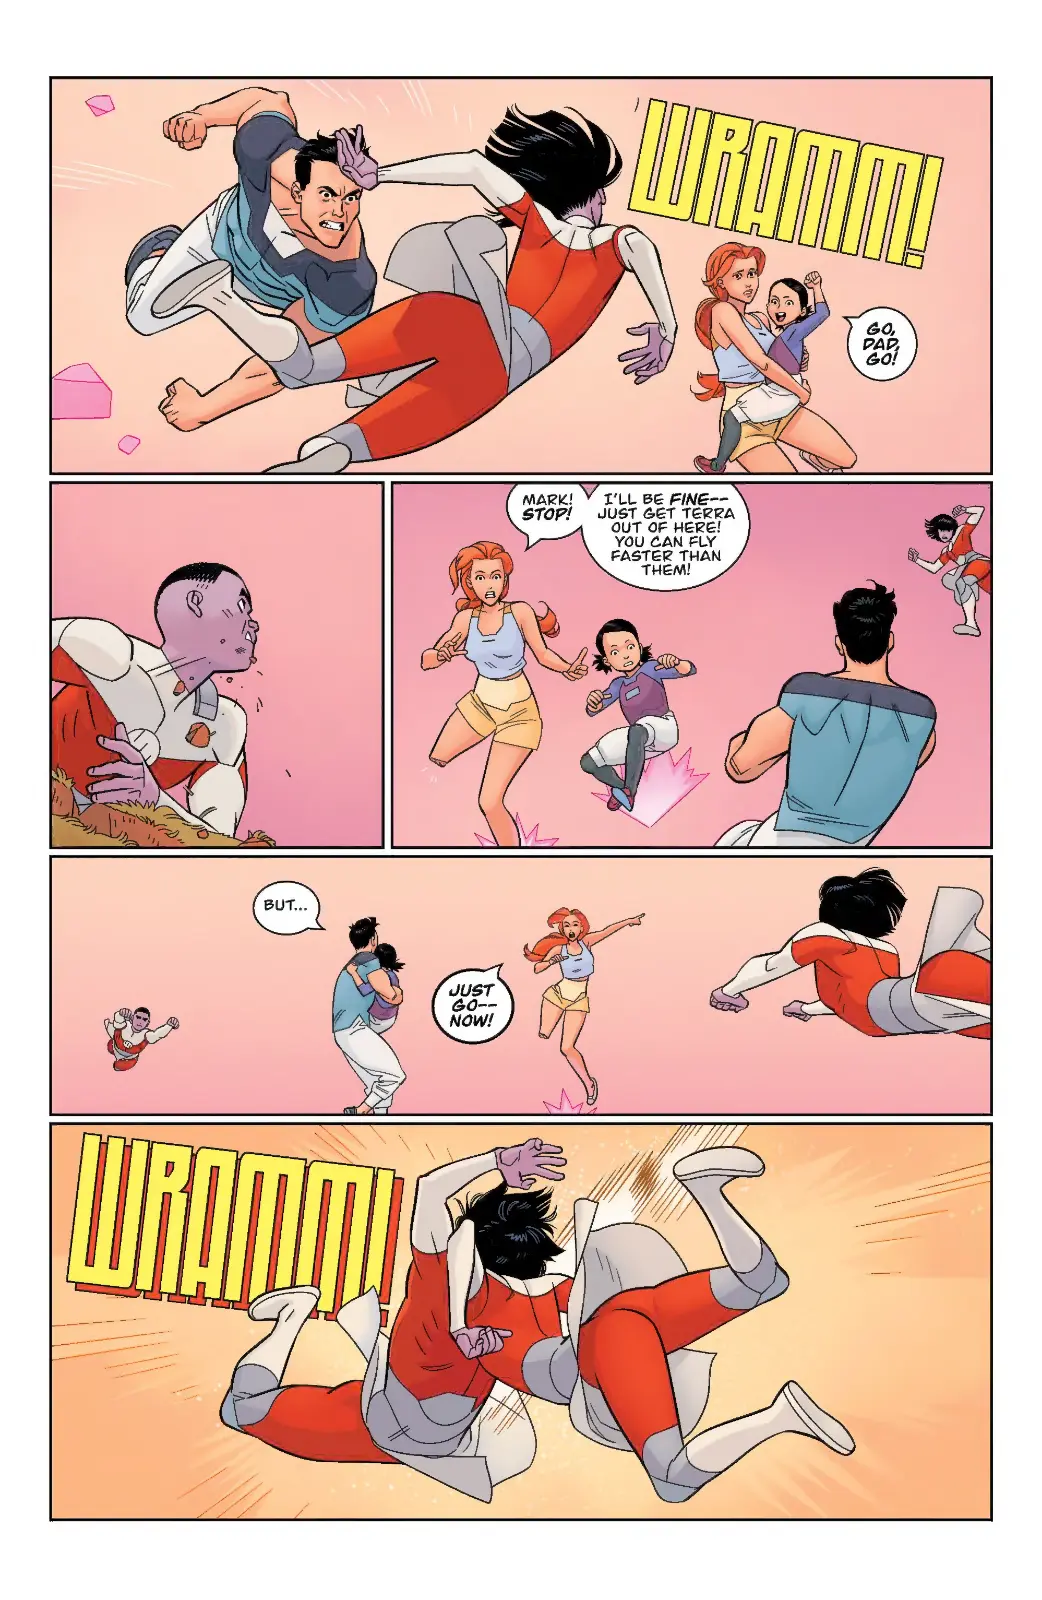 WRAMM!
GO,
DAD,
GO!
MARK!
STOP!
I'LL BE FINE--
JUST GET TERRA
OUT OF HERE!
YOU CAN FLY
FASTER THAN
THEM!
BUT...
JUST
GO--
NOW!
WRAMM!